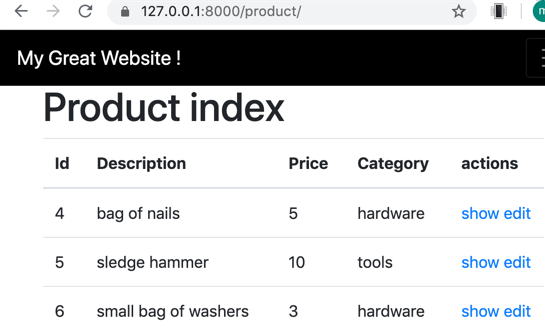 127.0.0.1:8000/product/
My Great Website !
Product index
Id Description Price Category actions
4 bag of nails 5 hardware show edit
5 sledge hammer 10 tools show edit
6 small bag of washers 3 hardware show edit